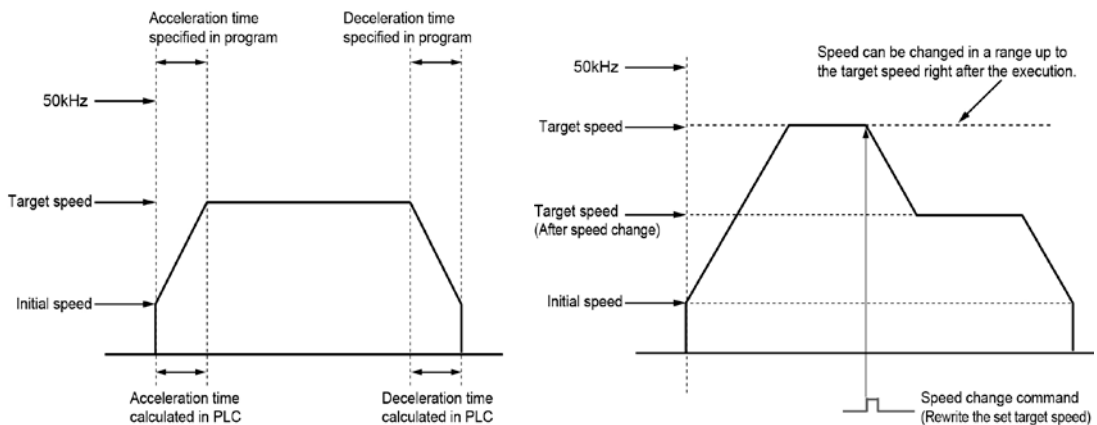 Acceleration time
specified in program
Deceleration time
specified in program
50kHz
Target speed
Initial speed
Acceleration time
calculated in PLC
Deceleration time
calculated in PLC
Speed can be changed in a range up to
the target speed right after the execution.
50kHz
Target speed
Target speed
(After speed change)
Initial speed
Speed change command
(Rewrite the set target speed)